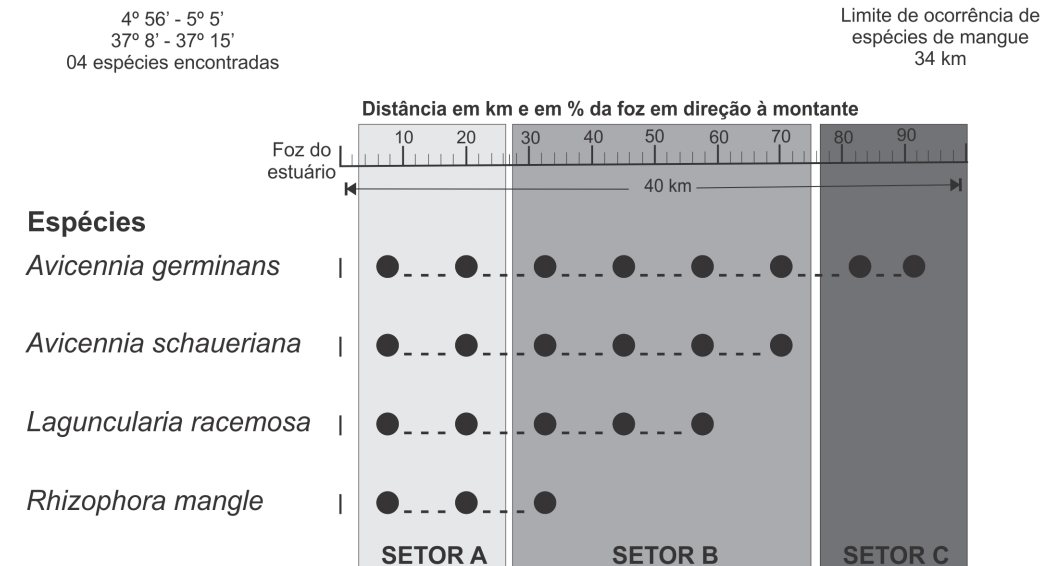 4º 56’ - 5º 5’
37º 8’ - 37º 15’
04 espécies encontradas
Limite de ocorrência de
espécies de mangue
34 km
Distância em km e em % da foz em direção à montante
10 20 30 40 50 60 70 80 90
Foz do
estuário
40 km
Espécies
Avicennia germinans
Avicennia schaueriana
Laguncularia racemosa
Rhizophora mangle
SETOR A SETOR B SETOR C